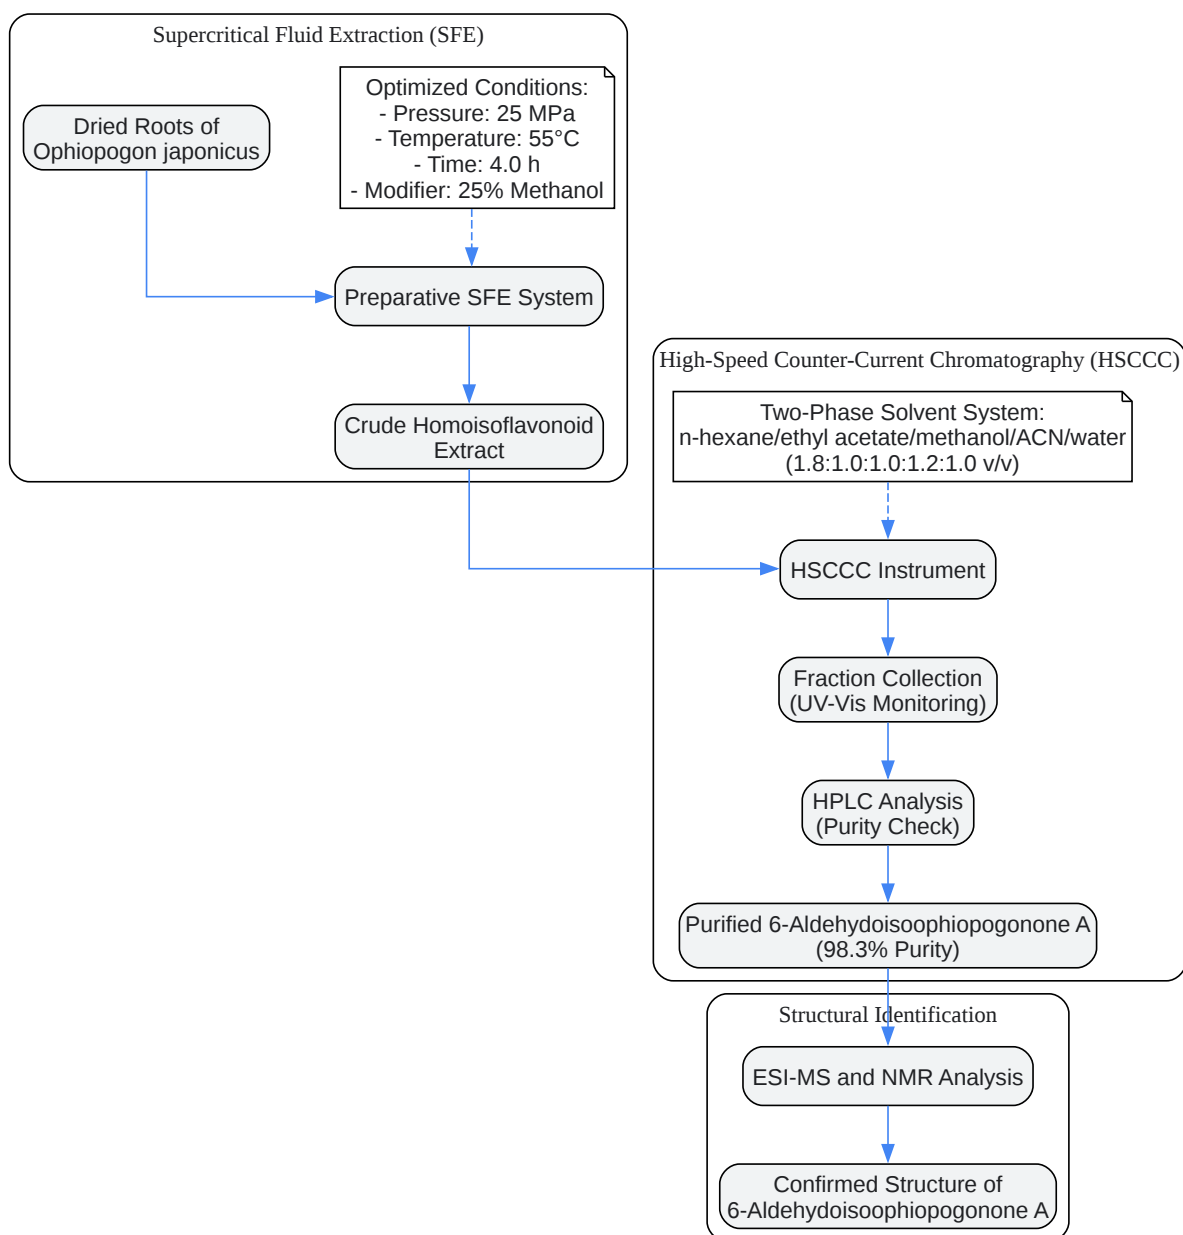 Supercritical Fluid Extraction (SFE)
Dried Roots of
Ophiopogon japonicus
Optimized Conditions:
- Pressure: 25 MPa
- Temperature: 55°C
- Time: 4.0 h
- Modifier: 25% Methanol
Preparative SFE System
Crude Homoisoflavonoid
Extract
High-Speed Counter-Current Chromatography (HSCCC)
Two-Phase Solvent System:
n-hexane/ethyl acetate/methanol/ACN/water
(1.8:1.0:1.0:1.2:1.0 v/v)
HSCCC Instrument
Fraction Collection
(UV-Vis Monitoring)
HPLC Analysis
(Purity Check)
Purified 6-Aldehydoisoophiopogonone A
(98.3% Purity)
Structural Identification
ESI-MS and NMR Analysis
Confirmed Structure of
6-Aldehydoisoophiopogonone A